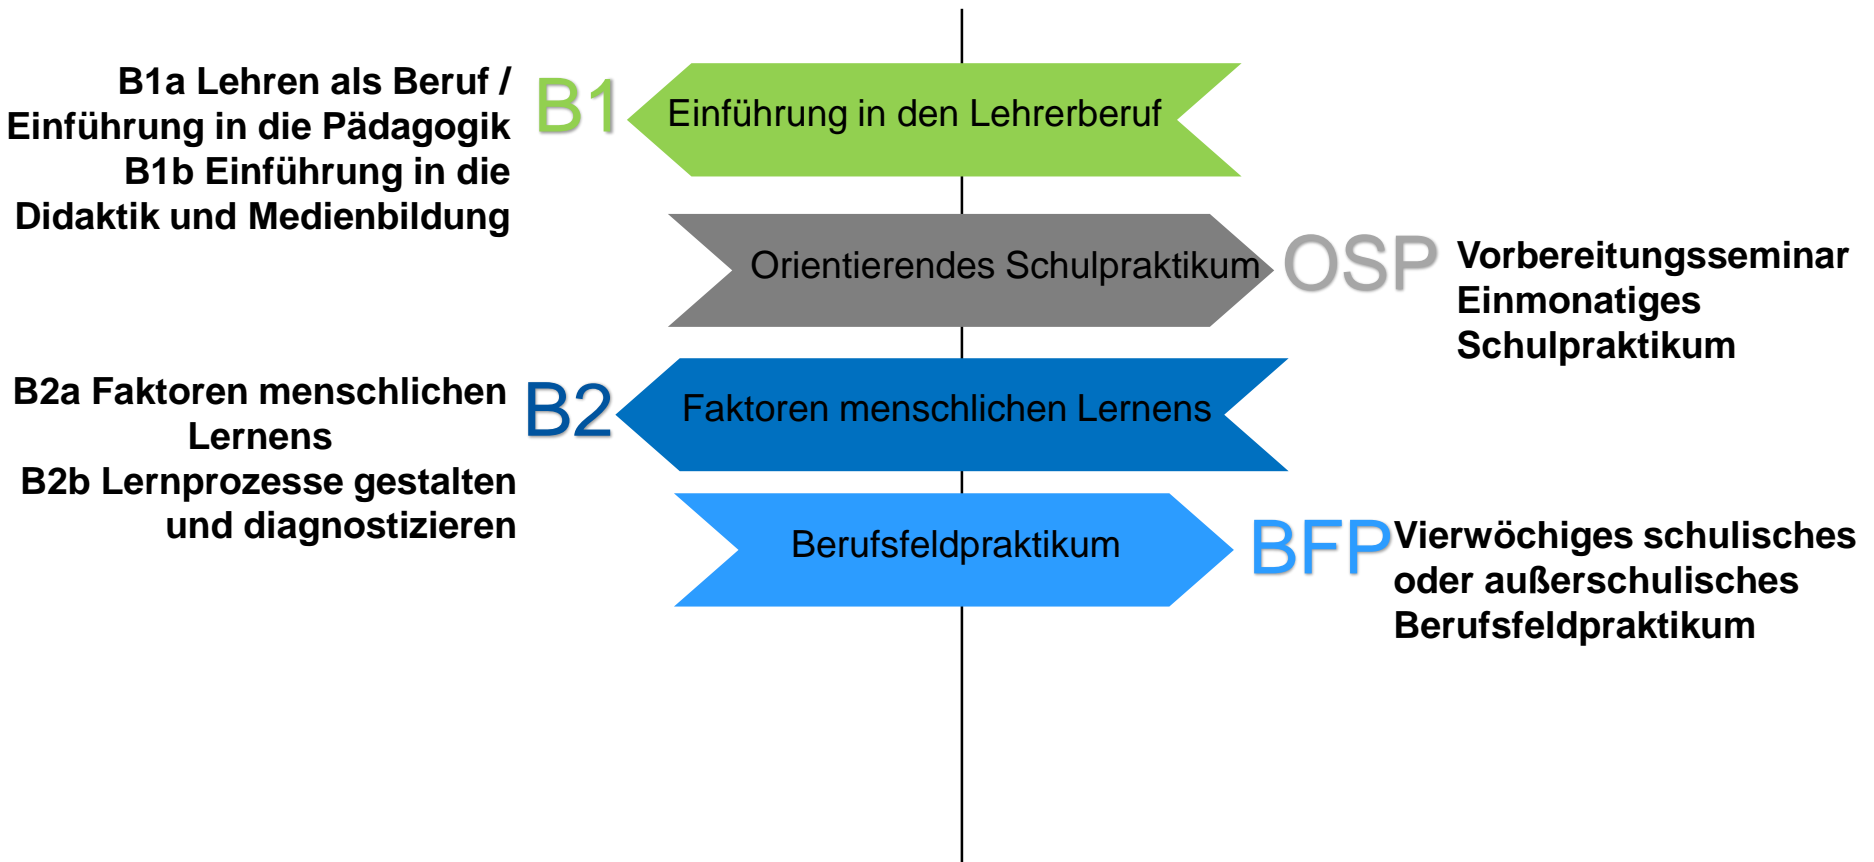 B1a Lehren als Beruf /
Einführung in die Pädagogik
B1b Einführung in die
Didaktik und Medienbildung
B1
Einführung in den Lehrerberuf
Orientierendes Schulpraktikum
OSP
Vorbereitungsseminar
Einmonatiges
Schulpraktikum
B2a Faktoren menschlichen
Lernens
B2b Lernprozesse gestalten
und diagnostizieren
B2
Faktoren menschlichen Lernens
Berufsfeldpraktikum
BFP
Vierwöchiges schulisches
oder außerschulisches
Berufsfeldpraktikum